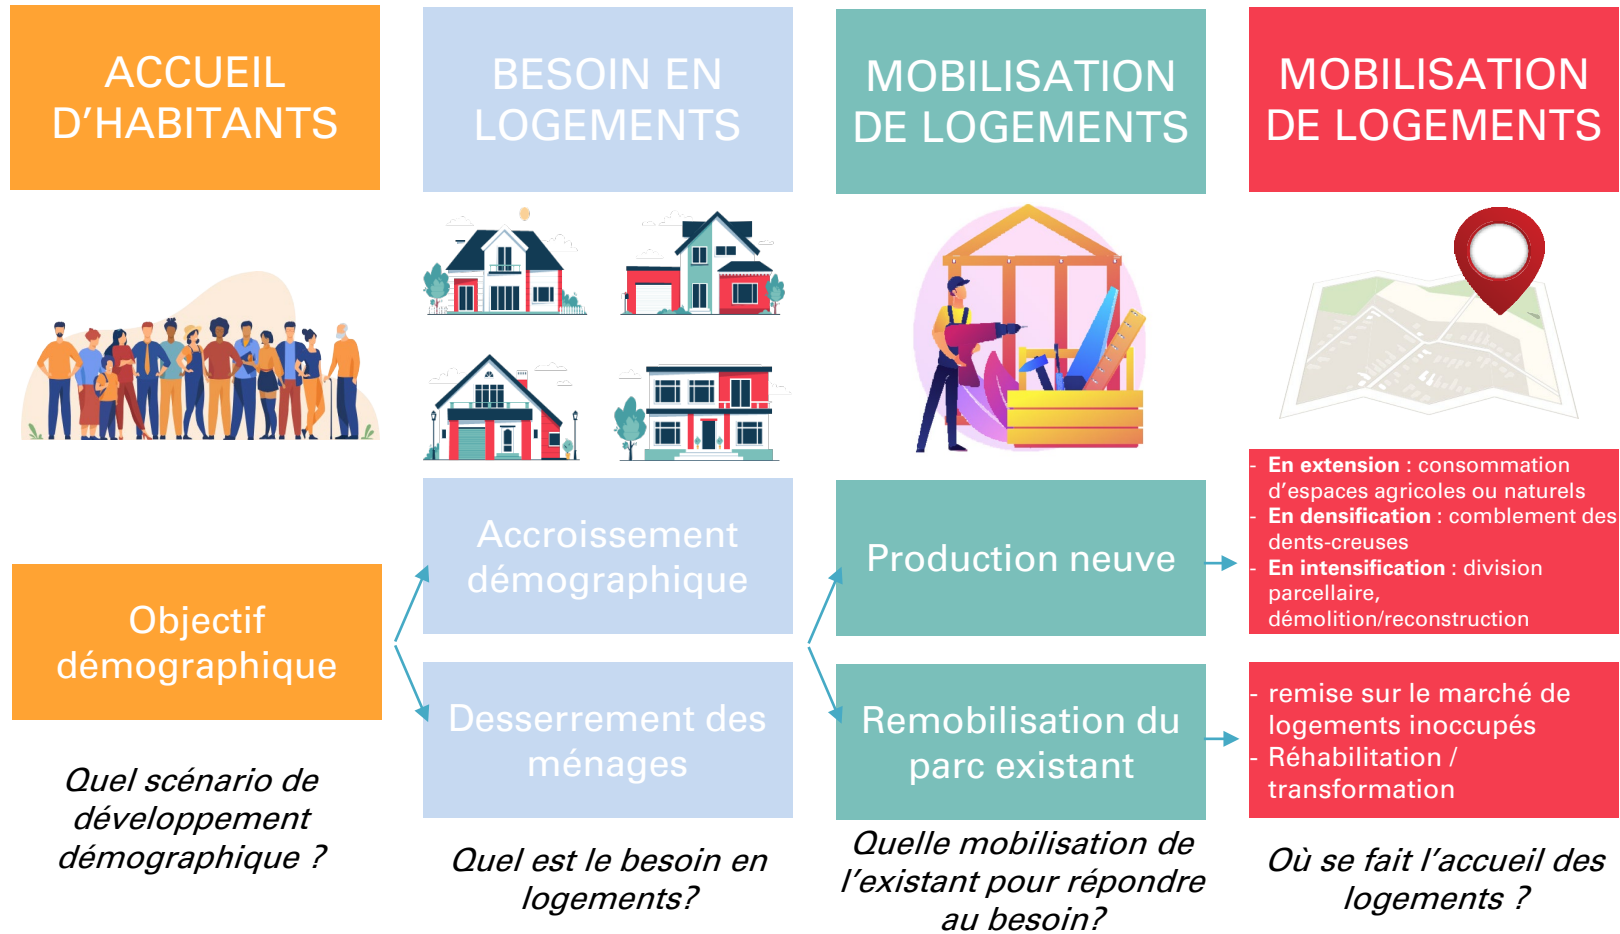 ACCUEIL
D'HABITANTS
BESOIN EN
LOGEMENTS
MOBILISATION
DE LOGEMENTS
MOBILISATION
DE LOGEMENTS
Objectif
démographique
Quel scénario de
développement
démographique ?
Accroissement
démographique
Desserrement des
ménages
Quel est le besoin en
logements?
Production neuve
Remobilisation du
parc existant
Quelle mobilisation de
l'existant pour répondre
au besoin?
- En extension : consommation
d'espaces agricoles ou naturels
- En densification : comblement des
dents-creuses
- En intensification : division
parcellaire,
démolition/reconstruction
- remise sur le marché de
logements inoccupés
- Réhabilitation /
transformation
Où se fait l'accueil des
logements ?